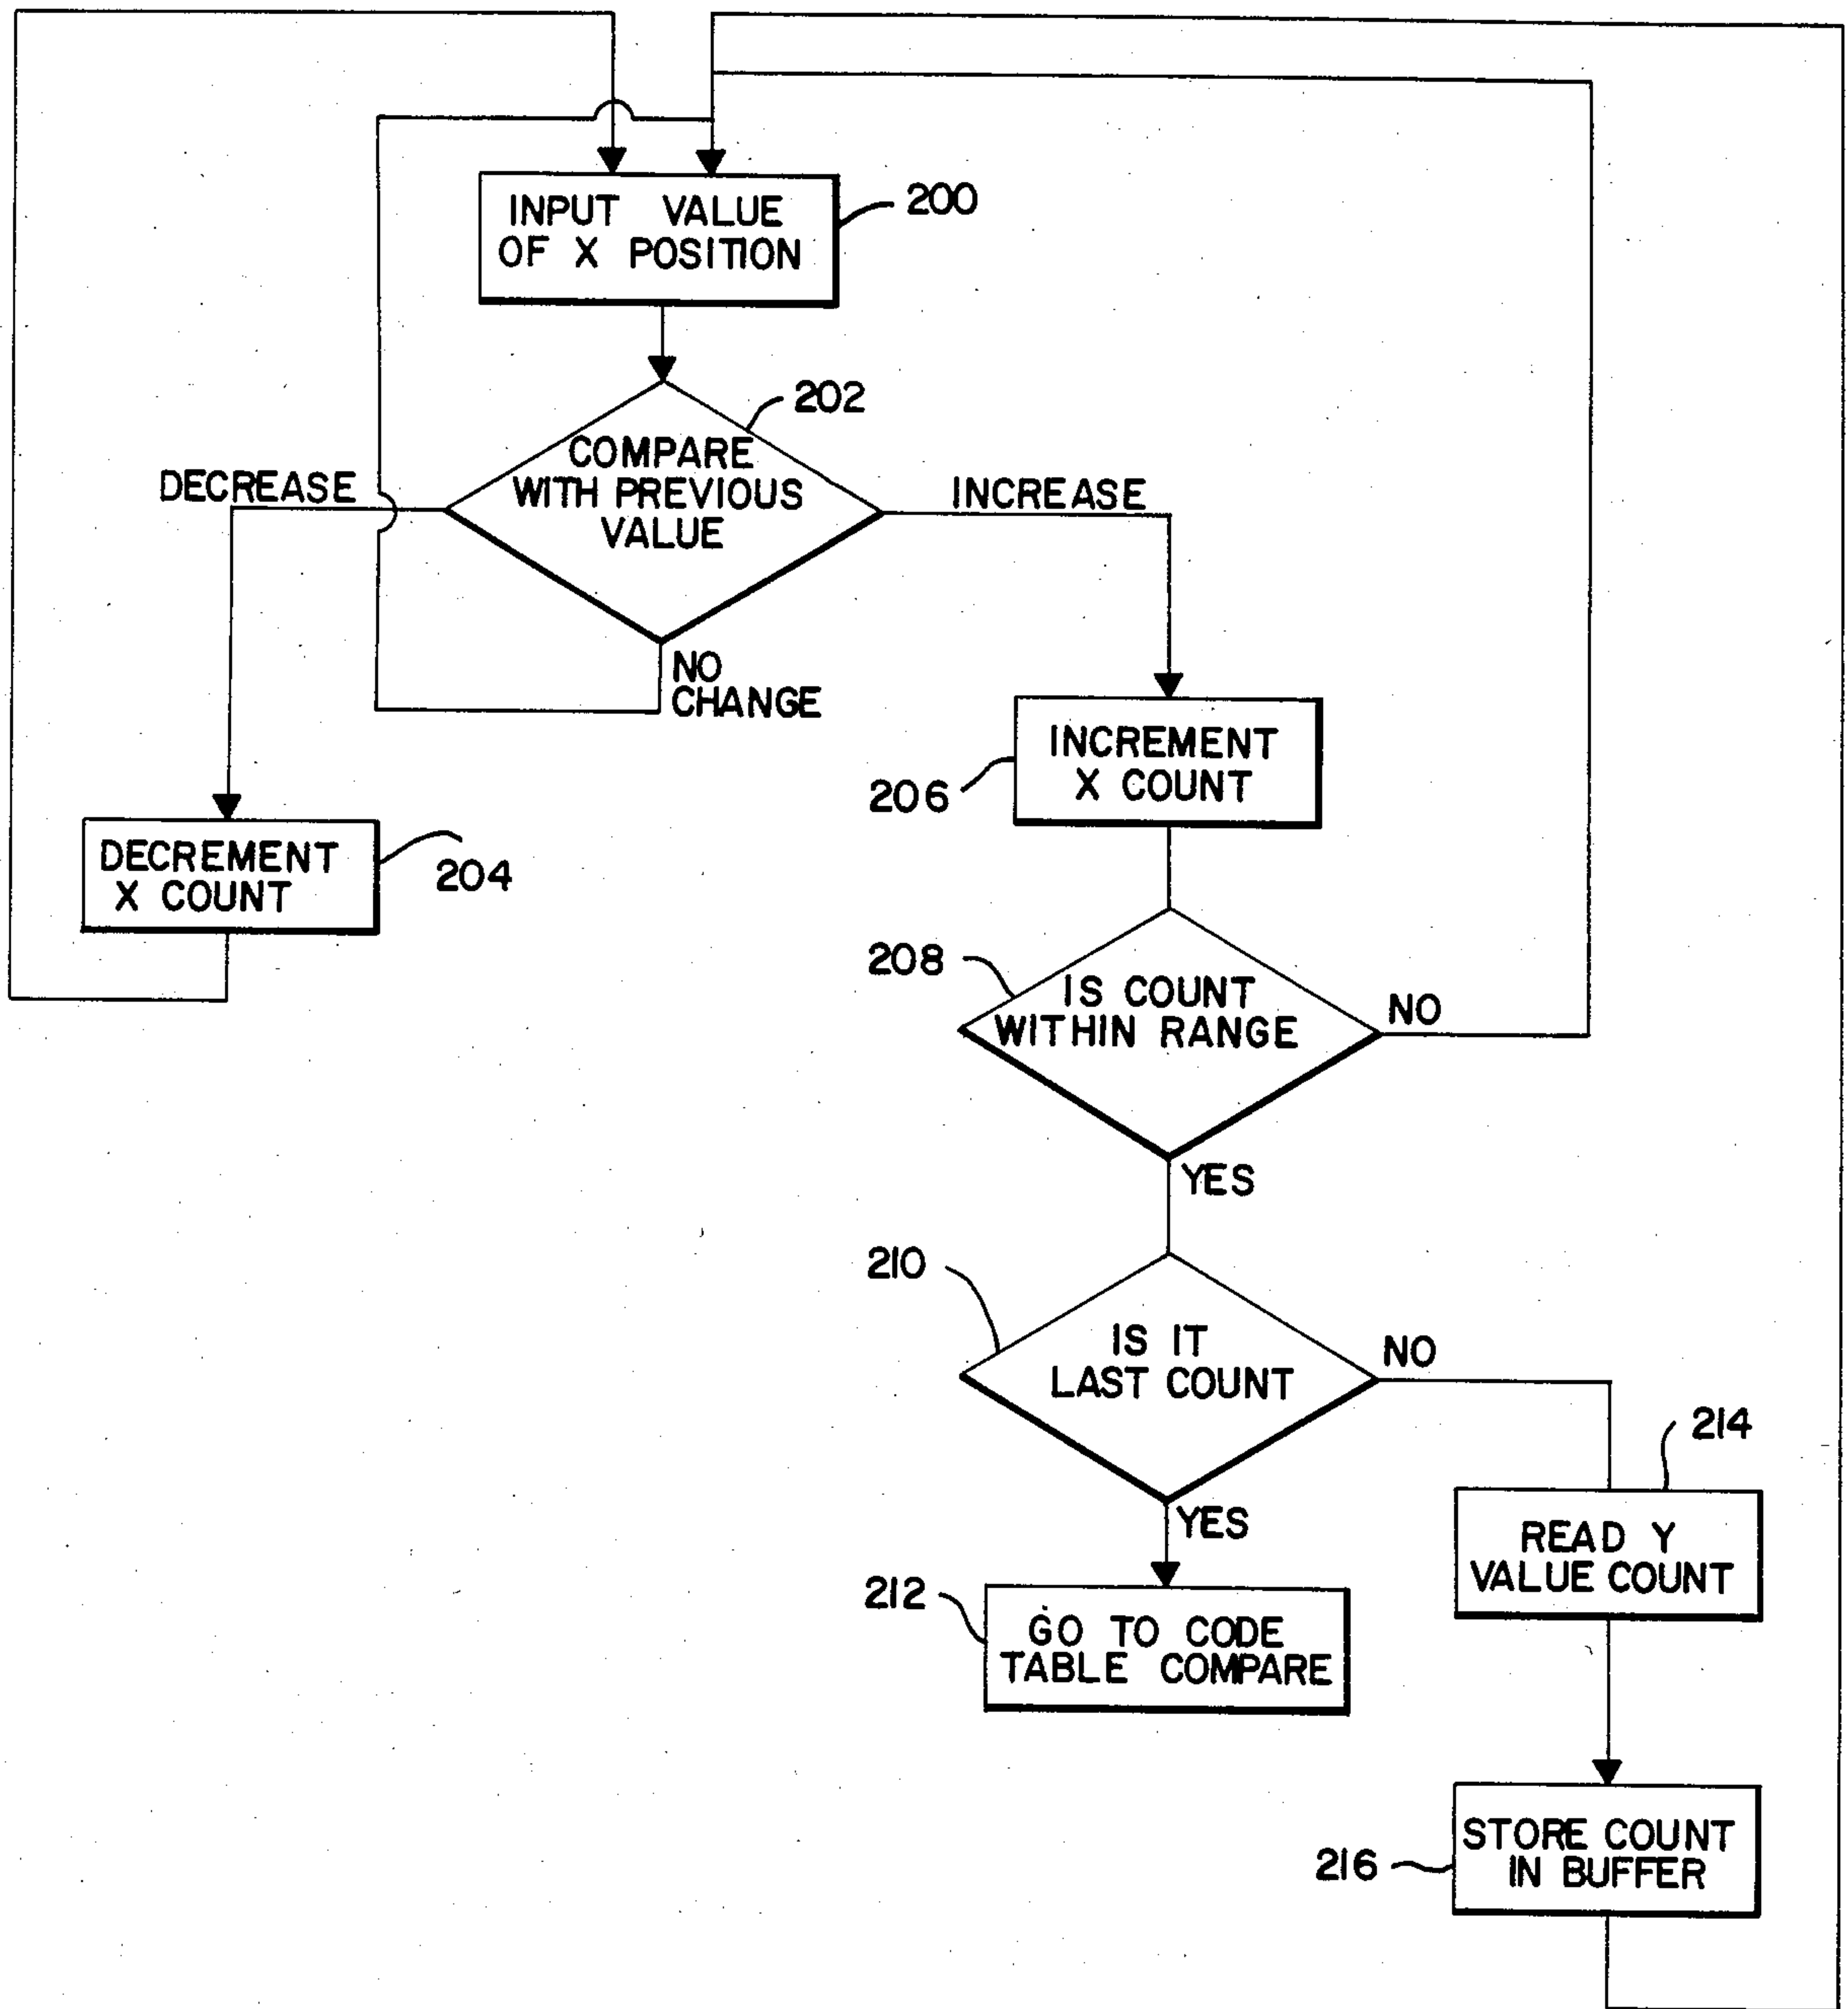 INPUT VALUE
OF X POSITION
200
202
COMPARE
WITH PREVIOUS
VALUE
DECREASE
INCREASE
NO
CHANGE
INCREMENT
X COUNT
206
DECREMENT
X COUNT
204
208
IS COUNT
WITHIN RANGE
NO
YES
210
IS IT
LAST COUNT
NO
214
YES
READ Y
VALUE COUNT
212
GO TO CODE
TABLE COMPARE
STORE COUNT
IN BUFFER
216